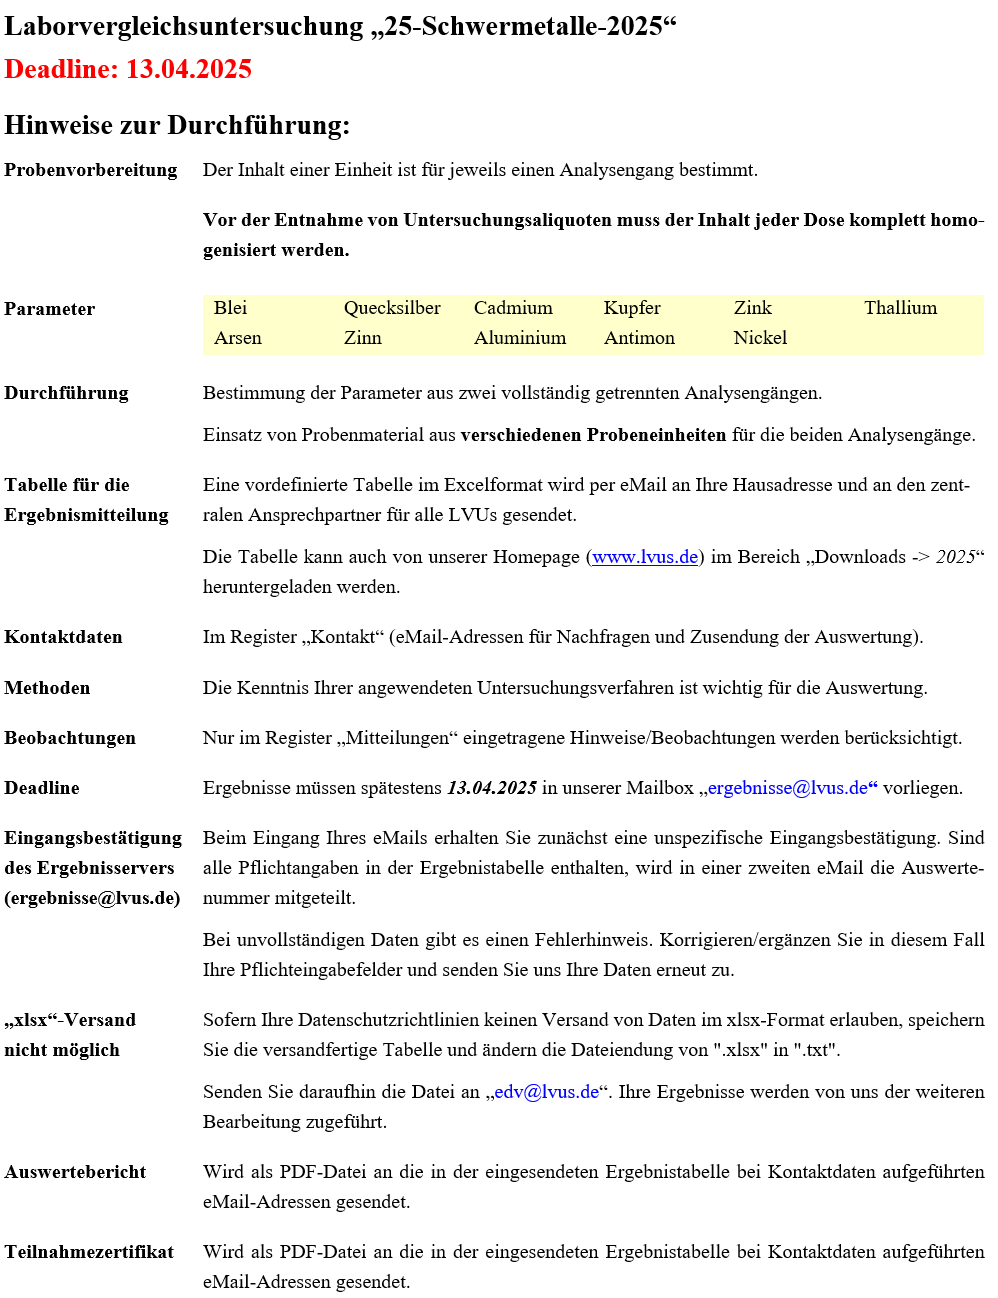 Laborvergleichsuntersuchung „25-Schwermetalle-2025“
Deadline: 13.04.2025
Hinweise zur Durchführung:
Probenvorbereitung Der Inhalt einer Einheit ist für jeweils einen Analysengang bestimmt.
Vor der Entnahme von Untersuchungsaliquoten muss der Inhalt jeder Dose komplett homo-
genisiert werden.
Parameter Blei Quecksilber Cadmium Kupfer Zink Thallium
Arsen Zinn Aluminium Antimon Nickel
Durchführung Bestimmung der Parameter aus zwei vollständig getrennten Analysengängen.
Einsatz von Probenmaterial aus verschiedenen Probeneinheiten für die beiden Analysengänge.
Tabelle für die Eine vordefinierte Tabelle im Excelformat wird per eMail an Ihre Hausadresse und an den zent-
Ergebnismitteilung ralen Ansprechpartner für alle LVUs gesendet.
Die Tabelle kann auch von unserer Homepage (www.lvus.de) im Bereich „Downloads -> 2025“
heruntergeladen werden.
Kontaktdaten Im Register „Kontakt“ (eMail-Adressen für Nachfragen und Zusendung der Auswertung).
Methoden Die Kenntnis Ihrer angewendeten Untersuchungsverfahren ist wichtig für die Auswertung.
Beobachtungen Nur im Register „Mitteilungen“ eingetragene Hinweise/Beobachtungen werden berücksichtigt.
Deadline Ergebnisse müssen spätestens 13.04.2025 in unserer Mailbox „ergebnisse@lvus.de“ vorliegen.
Eingangsbestätigung Beim Eingang Ihres eMails erhalten Sie zunächst eine unspezifische Eingangsbestätigung. Sind
des Ergebnisservers alle Pflichtangaben in der Ergebnistabelle enthalten, wird in einer zweiten eMail die Auswerte-
(ergebnisse@lvus.de) nummer mitgeteilt.
Bei unvollständigen Daten gibt es einen Fehlerhinweis. Korrigieren/ergänzen Sie in diesem Fall
Ihre Pflichteingabefelder und senden Sie uns Ihre Daten erneut zu.
„xlsx“-Versand Sofern Ihre Datenschutzrichtlinien keinen Versand von Daten im xlsx-Format erlauben, speichern
nicht möglich Sie die versandfertige Tabelle und ändern die Dateiendung von ".xlsx" in ".txt".
Senden Sie daraufhin die Datei an „edv@lvus.de“. Ihre Ergebnisse werden von uns der weiteren
Bearbeitung zugeführt.
Auswertebericht Wird als PDF-Datei an die in der eingesendeten Ergebnistabelle bei Kontaktdaten aufgeführten
eMail-Adressen gesendet.
Teilnahmezertifikat Wird als PDF-Datei an die in der eingesendeten Ergebnistabelle bei Kontaktdaten aufgeführten
eMail-Adressen gesendet.